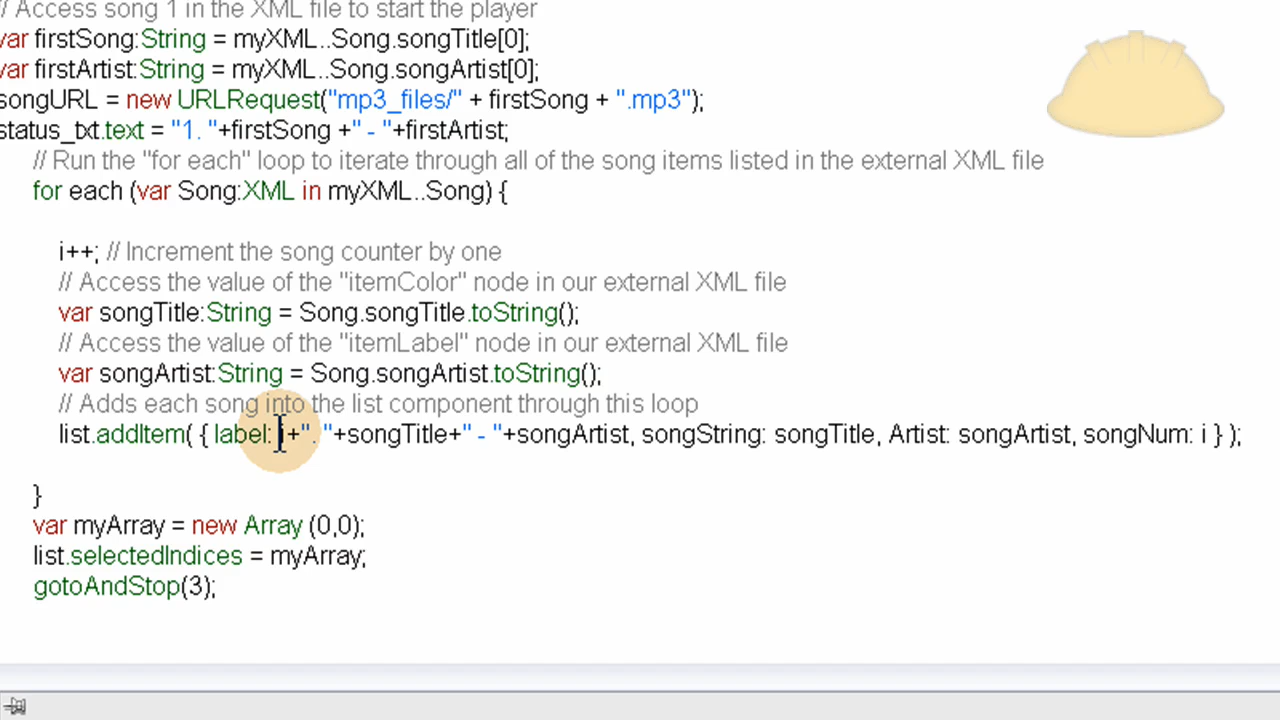 // Access song 1 in the XML file to start the player
var firstSong:String = myXML..Song.songTitle[0];
var firstArtist:String = myXML..Song.songArtist[0];
songURL = new URLRequest("mp3_files/" + firstSong + ".mp3");
status_txt.text = "1. "+firstSong +" - "+firstArtist;
// Run the "for each" loop to iterate through all of the song items listed in the external XML file
for each (var Song:XML in myXML..Song) {
i++; // Increment the song counter by one
// Access the value of the "itemColor" node in our external XML file
var songTitle:String = Song.songTitle.toString();
// Access the value of the "itemLabel" node in our external XML file
var songArtist:String = Song.songArtist.toString();
// Adds each song into the list component through this loop
list.addItem( { label: i+". "+songTitle+" - "+songArtist, songString: songTitle, Artist: songArtist, songNum: i } );
}
var myArray = new Array (0,0);
list.selectedIndices = myArray;
gotoAndStop(3);